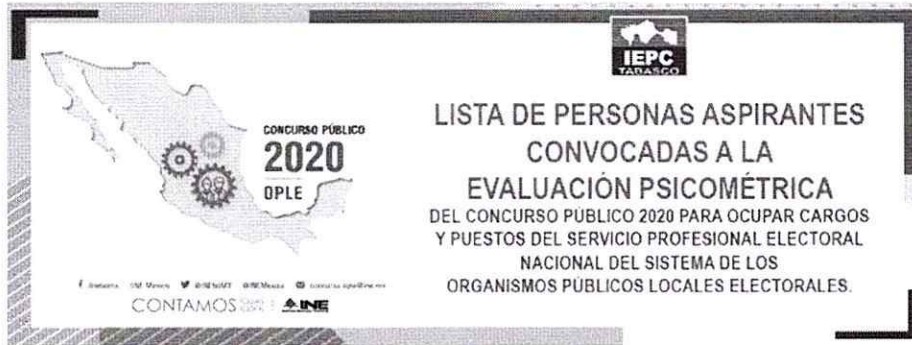 IEPC
TABASCO
CONCURSO PÚBLICO
2020
OPLE
LISTA DE PERSONAS ASPIRANTES
CONVOCADAS A LA
EVALUACIÓN PSICOMÉTRICA
DEL CONCURSO PÚBLICO 2020 PARA OCUPAR CARGOS
Y PUESTOS DEL SERVICIO PROFESIONAL ELECTORAL
NACIONAL DEL SISTEMA DE LOS
ORGANISMOS PÚBLICOS LOCALES ELECTORALES.
@INEMexico
CONTAMOS
INE